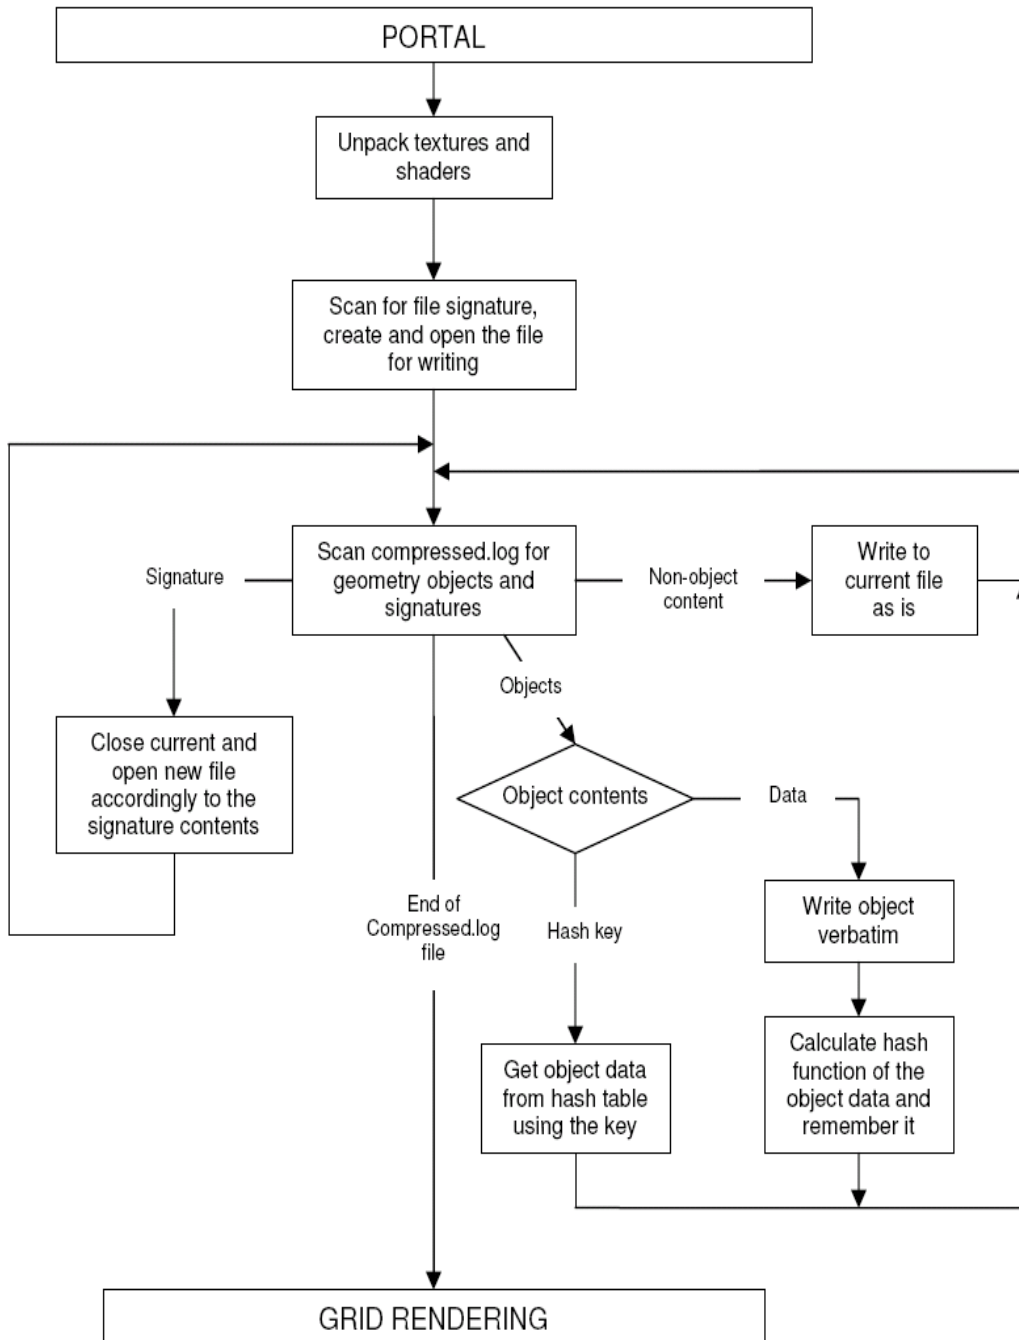 PORTAL
Unpack textures and
shaders
Scan for file signature,
create and open the file
for writing
Scan compressed.log for
geometry objects and
signatures
Signature
Non-object
content
Write to
current file
as is
Objects
Close current and
open new file
accordingly to the
signature contents
Object contents
Data
End of
Compressed.log
file
Hash key
Write object
verbatim
Get object data
from hash table
using the key
Calculate hash
function of the
object data and
remember it
GRID RENDERING